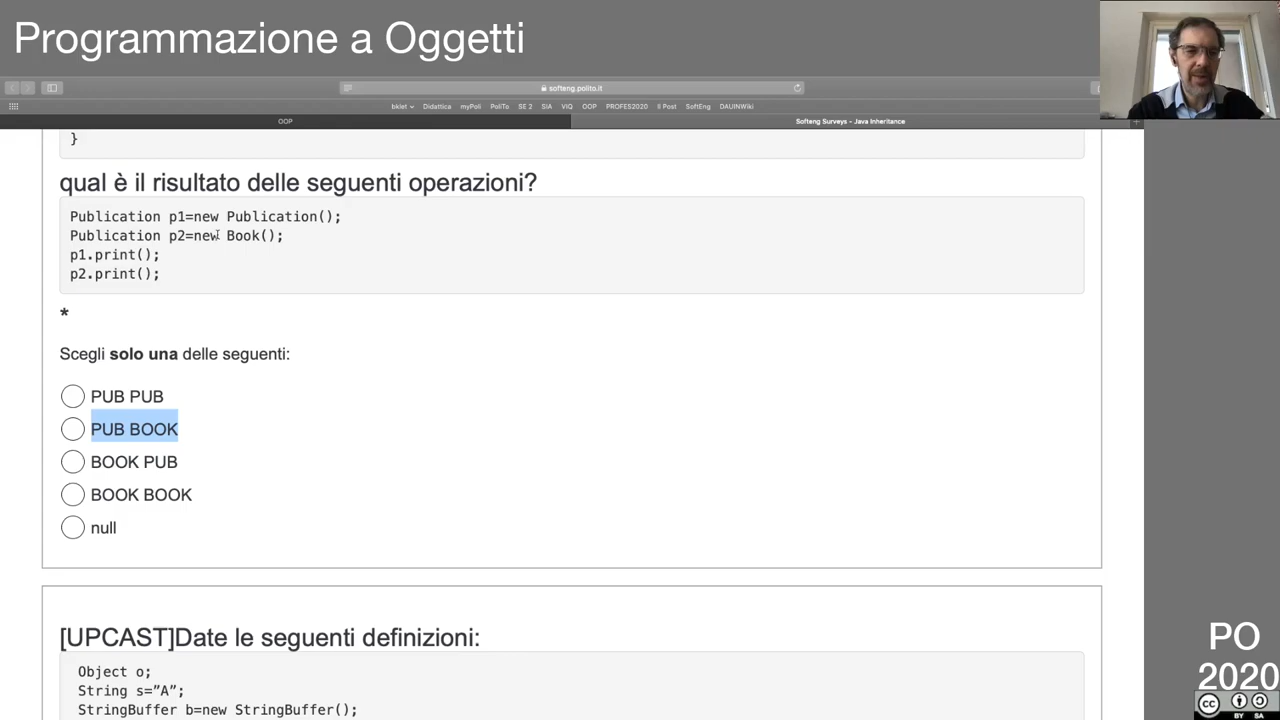 Programmazione a Oggetti
softeng.polito.it
bklet Didattica myPoli PoliTo SE 2 SIA VIQ OOP PROFES2020 Il Post SoftEng DAUINWiki
OOP
Softeng Surveys – Java Inheritance
}
qual è il risultato delle seguenti operazioni?
Publication p1=new Publication();
Publication p2=new Book();
p1.print();
p2.print();
*
Scegli solo una delle seguenti:
PUB PUB
PUB BOOK
BOOK PUB
BOOK BOOK
null
[UPCAST]Date le seguenti definizioni:
Object o;
String s=”A”;
StringBuffer b=new StringBuffer();
PO
2020
cc
BY SA